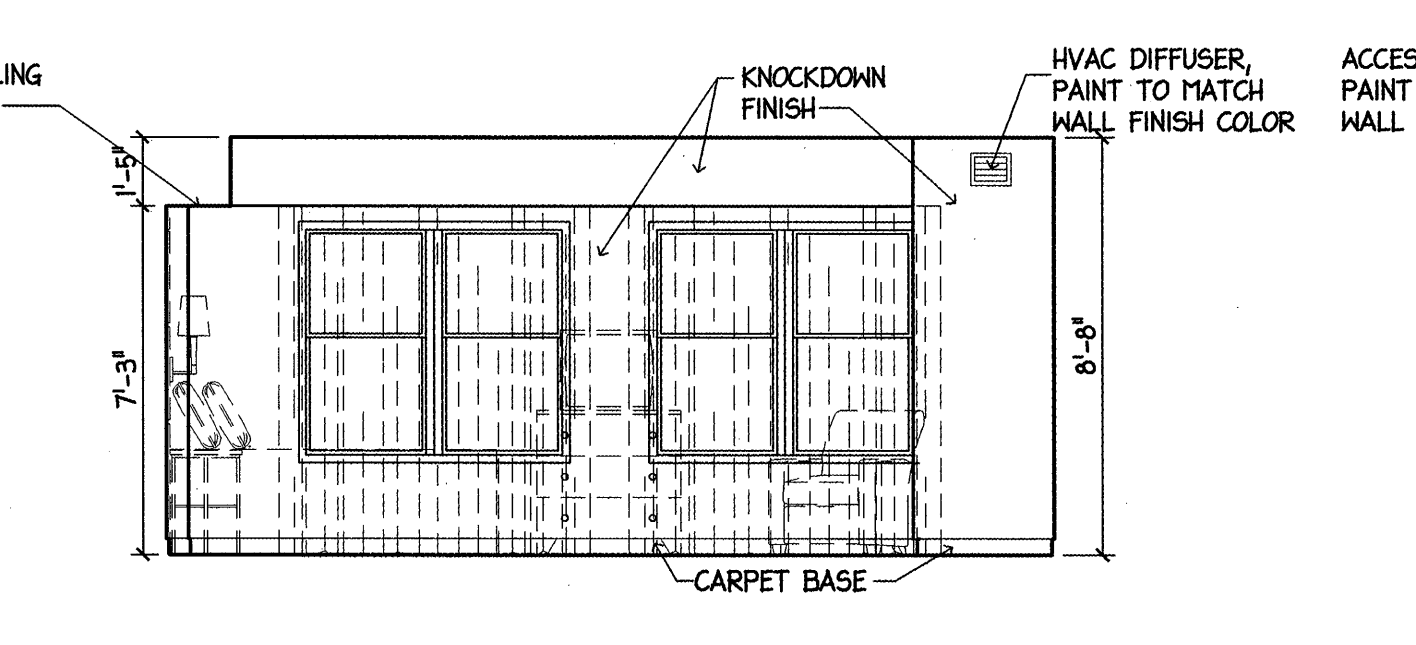 LING
KNOCKDOWN
FINISH
HVAC DIFFUSER,
PAINT TO MATCH
WALL FINISH COLOR
ACCES
PAINT
WALL
1'-5"
7'-3"
8'-8"
CARPET BASE